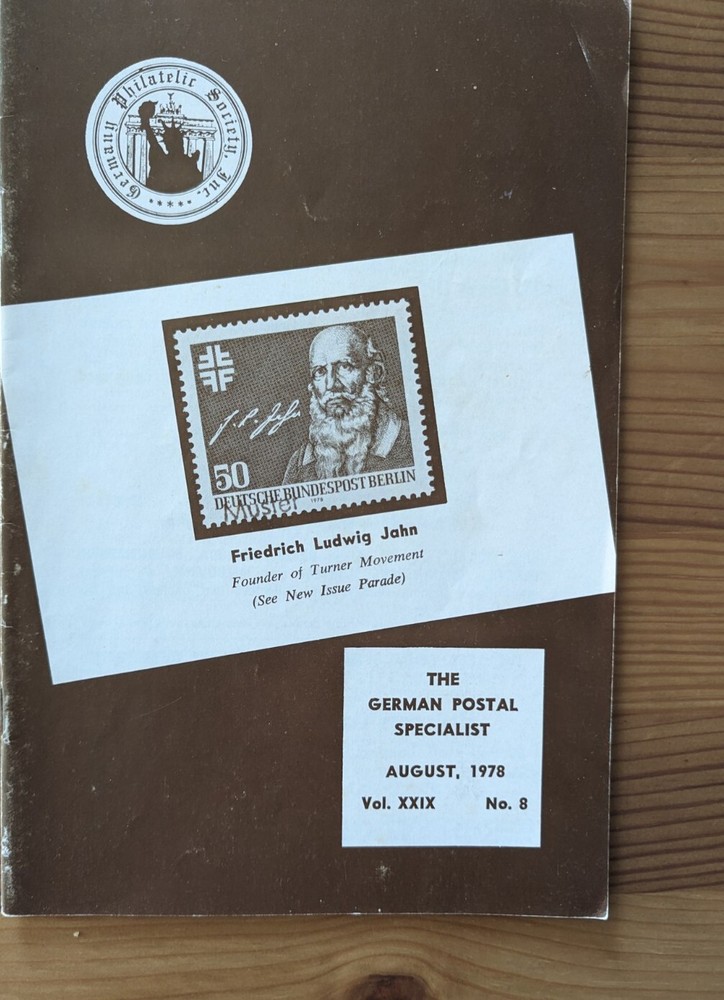 Germany Philatelic Society, Inc.
F. L. Jahn
50
DEUTSCHE BUNDESPOST BERLIN
1978
Muster
Friedrich Ludwig Jahn
Founder of Turner Movement
(See New Issue Parade)
THE
GERMAN POSTAL
SPECIALIST
AUGUST, 1978
Vol. XXIX No. 8